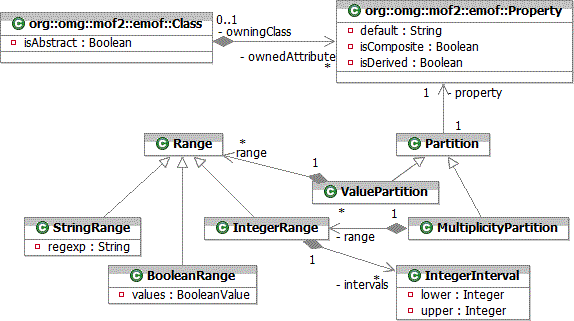 org::omg::mof2::emof::Class
isAbstract : Boolean
0..1
- owningClass
- ownedAttribute
*
org::omg::mof2::emof::Property
default : String
isComposite : Boolean
isDerived : Boolean
1
- property
1
Range
*
range
1
Partition
ValuePartition
StringRange
regexp : String
IntegerRange
*
- range
1
MultiplicityPartition
1
- intervals
*
BooleanRange
values : BooleanValue
IntegerInterval
lower : Integer
upper : Integer